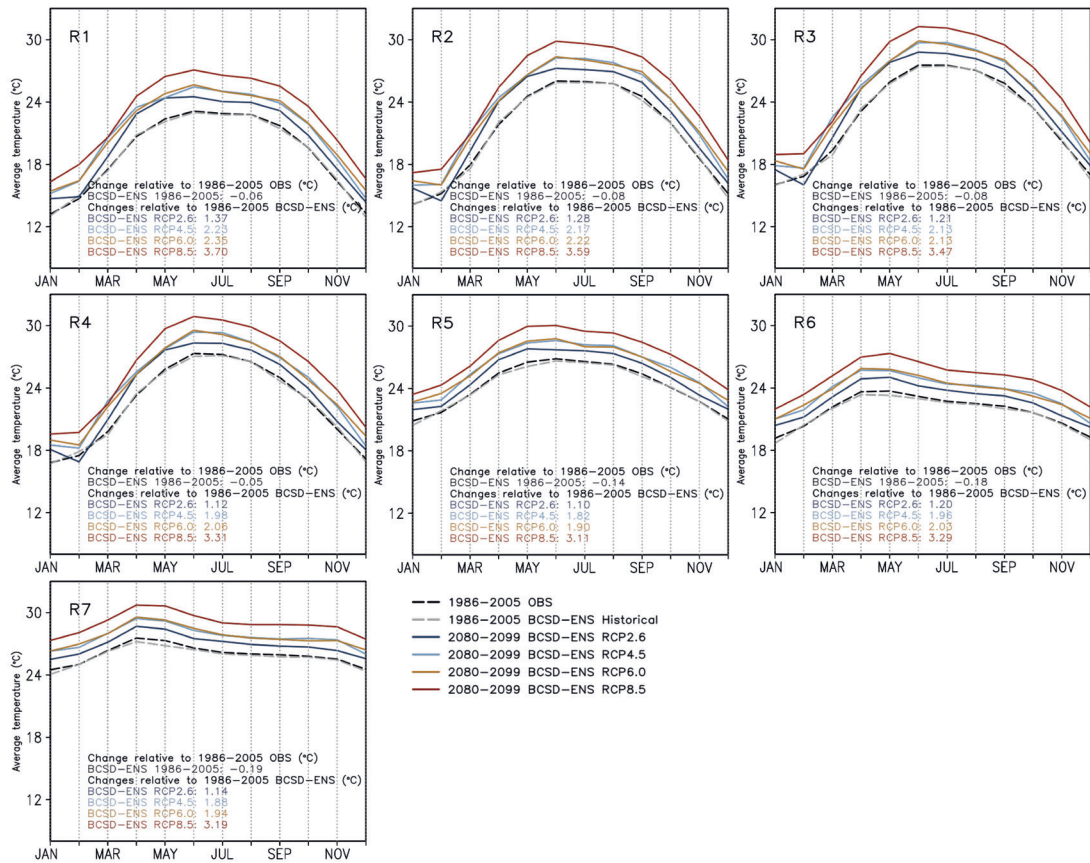 R1
Average temperature (°C)
30
24
18
12
Change relative to 1986-2005 OBS (°C)
BCSD-ENS 1986-2005: -0.06
Changes relative to 1986-2005 BCSD-ENS (°C)
BCSD-ENS RCP2.6: 1.37
BCSD-ENS RCP4.5: 2.23
BCSD-ENS RCP6.0: 2.35
BCSD-ENS RCP8.5: 3.70
JAN MAR MAY JUL SEP NOV
R2
Average temperature (°C)
30
24
18
12
Change relative to 1986-2005 OBS (°C)
BCSD-ENS 1986-2005: -0.08
Changes relative to 1986-2005 BCSD-ENS (°C)
BCSD-ENS RCP2.6: 1.28
BCSD-ENS RCP4.5: 2.17
BCSD-ENS RCP6.0: 2.22
BCSD-ENS RCP8.5: 3.59
JAN MAR MAY JUL SEP NOV
R3
Average temperature (°C)
30
24
18
12
Change relative to 1986-2005 OBS (°C)
BCSD-ENS 1986-2005: -0.08
Changes relative to 1986-2005 BCSD-ENS (°C)
BCSD-ENS RCP2.6: 1.21
BCSD-ENS RCP4.5: 2.13
BCSD-ENS RCP6.0: 2.13
BCSD-ENS RCP8.5: 3.47
JAN MAR MAY JUL SEP NOV
R4
Average temperature (°C)
30
24
18
12
Change relative to 1986-2005 OBS (°C)
BCSD-ENS 1986-2005: -0.05
Changes relative to 1986-2005 BCSD-ENS (°C)
BCSD-ENS RCP2.6: 1.12
BCSD-ENS RCP4.5: 1.98
BCSD-ENS RCP6.0: 2.06
BCSD-ENS RCP8.5: 3.31
JAN MAR MAY JUL SEP NOV
R5
Average temperature (°C)
30
24
18
12
Change relative to 1986-2005 OBS (°C)
BCSD-ENS 1986-2005: -0.14
Changes relative to 1986-2005 BCSD-ENS (°C)
BCSD-ENS RCP2.6: 1.10
BCSD-ENS RCP4.5: 1.82
BCSD-ENS RCP6.0: 1.90
BCSD-ENS RCP8.5: 3.11
JAN MAR MAY JUL SEP NOV
R6
Average temperature (°C)
30
24
18
12
Change relative to 1986-2005 OBS (°C)
BCSD-ENS 1986-2005: -0.18
Changes relative to 1986-2005 BCSD-ENS (°C)
BCSD-ENS RCP2.6: 1.20
BCSD-ENS RCP4.5: 1.96
BCSD-ENS RCP6.0: 2.03
BCSD-ENS RCP8.5: 3.29
JAN MAR MAY JUL SEP NOV
R7
Average temperature (°C)
30
24
18
12
Change relative to 1986-2005 OBS (°C)
BCSD-ENS 1986-2005: -0.19
Changes relative to 1986-2005 BCSD-ENS (°C)
BCSD-ENS RCP2.6: 1.14
BCSD-ENS RCP4.5: 1.88
BCSD-ENS RCP6.0: 1.94
BCSD-ENS RCP8.5: 3.19
JAN MAR MAY JUL SEP NOV
1986-2005 OBS
1986-2005 BCSD-ENS Historical
2080-2099 BCSD-ENS RCP2.6
2080-2099 BCSD-ENS RCP4.5
2080-2099 BCSD-ENS RCP6.0
2080-2099 BCSD-ENS RCP8.5